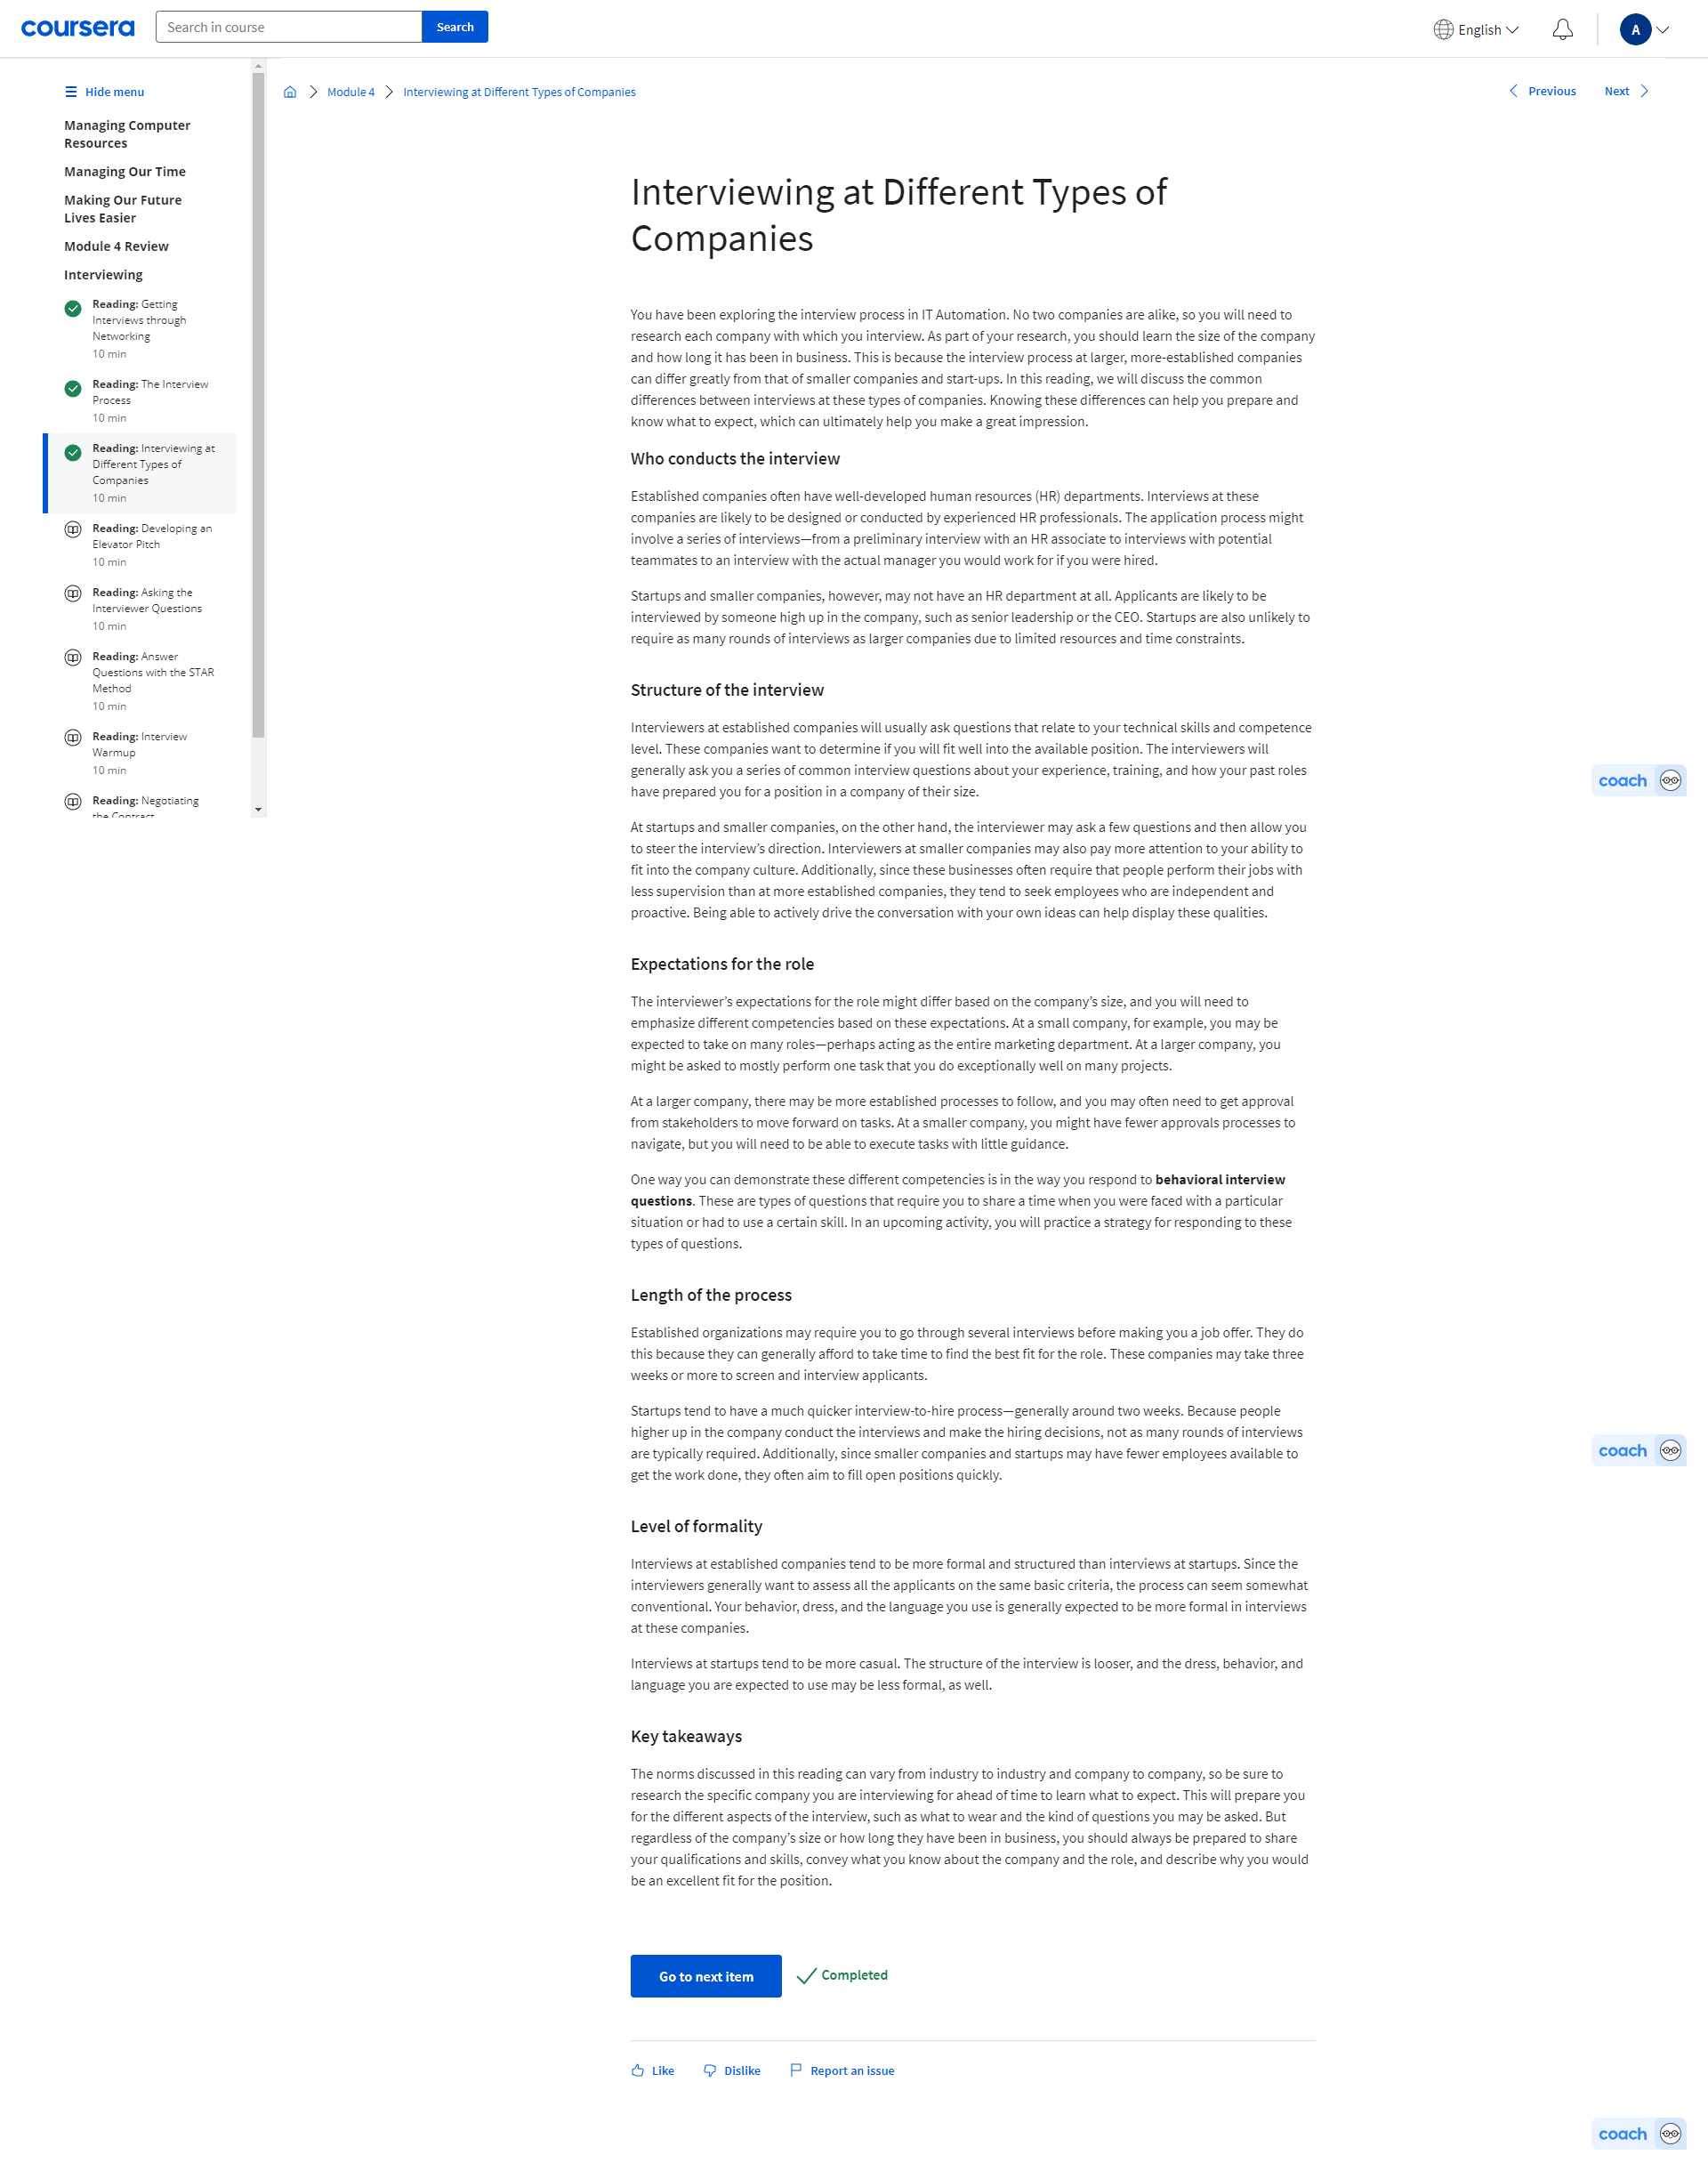 coursera
Search in course
Search
English
A
Hide menu
Managing Computer
Resources
Managing Our Time
Making Our Future
Lives Easier
Module 4 Review
Interviewing
Reading: Getting
Interviews through
Networking
10 min
Reading: The Interview
Process
10 min
Reading: Interviewing at
Different Types of
Companies
10 min
Reading: Developing an
Elevator Pitch
10 min
Reading: Asking the
Interviewer Questions
10 min
Reading: Answer
Questions with the STAR
Method
10 min
Reading: Interview
Warmup
10 min
Reading: Negotiating
the Contract
Module 4
Interviewing at Different Types of Companies
Previous
Next
Interviewing at Different Types of
Companies
You have been exploring the interview process in IT Automation. No two companies are alike, so you will need to
research each company with which you interview. As part of your research, you should learn the size of the company
and how long it has been in business. This is because the interview process at larger, more-established companies
can differ greatly from that of smaller companies and start-ups. In this reading, we will discuss the common
differences between interviews at these types of companies. Knowing these differences can help you prepare and
know what to expect, which can ultimately help you make a great impression.
Who conducts the interview
Established companies often have well-developed human resources (HR) departments. Interviews at these
companies are likely to be designed or conducted by experienced HR professionals. The application process might
involve a series of interviews—from a preliminary interview with an HR associate to interviews with potential
teammates to an interview with the actual manager you would work for if you were hired.
Startups and smaller companies, however, may not have an HR department at all. Applicants are likely to be
interviewed by someone high up in the company, such as senior leadership or the CEO. Startups are also unlikely to
require as many rounds of interviews as larger companies due to limited resources and time constraints.
Structure of the interview
Interviewers at established companies will usually ask questions that relate to your technical skills and competence
level. These companies want to determine if you will fit well into the available position. The interviewers will
generally ask you a series of common interview questions about your experience, training, and how your past roles
have prepared you for a position in a company of their size.
At startups and smaller companies, on the other hand, the interviewer may ask a few questions and then allow you
to steer the interview’s direction. Interviewers at smaller companies may also pay more attention to your ability to
fit into the company culture. Additionally, since these businesses often require that people perform their jobs with
less supervision than at more established companies, they tend to seek employees who are independent and
proactive. Being able to actively drive the conversation with your own ideas can help display these qualities.
Expectations for the role
The interviewer’s expectations for the role might differ based on the company’s size, and you will need to
emphasize different competencies based on these expectations. At a small company, for example, you may be
expected to take on many roles—perhaps acting as the entire marketing department. At a larger company, you
might be asked to mostly perform one task that you do exceptionally well on many projects.
At a larger company, there may be more established processes to follow, and you may often need to get approval
from stakeholders to move forward on tasks. At a smaller company, you might have fewer approvals processes to
navigate, but you will need to be able to execute tasks with little guidance.
One way you can demonstrate these different competencies is in the way you respond to behavioral interview
questions. These are types of questions that require you to share a time when you were faced with a particular
situation or had to use a certain skill. In an upcoming activity, you will practice a strategy for responding to these
types of questions.
Length of the process
Established organizations may require you to go through several interviews before making you a job offer. They do
this because they can generally afford to take time to find the best fit for the role. These companies may take three
weeks or more to screen and interview applicants.
Startups tend to have a much quicker interview-to-hire process—generally around two weeks. Because people
higher up in the company conduct the interviews and make the hiring decisions, not as many rounds of interviews
are typically required. Additionally, since smaller companies and startups may have fewer employees available to
get the work done, they often aim to fill open positions quickly.
Level of formality
Interviews at established companies tend to be more formal and structured than interviews at startups. Since the
interviewers generally want to assess all the applicants on the same basic criteria, the process can seem somewhat
conventional. Your behavior, dress, and the language you use is generally expected to be more formal in interviews
at these companies.
Interviews at startups tend to be more casual. The structure of the interview is looser, and the dress, behavior, and
language you are expected to use may be less formal, as well.
Key takeaways
The norms discussed in this reading can vary from industry to industry and company to company, so be sure to
research the specific company you are interviewing for ahead of time to learn what to expect. This will prepare you
for the different aspects of the interview, such as what to wear and the kind of questions you may be asked. But
regardless of the company’s size or how long they have been in business, you should always be prepared to share
your qualifications and skills, convey what you know about the company and the role, and describe why you would
be an excellent fit for the position.
Go to next item
Completed
Like
Dislike
Report an issue
coach
coach
coach